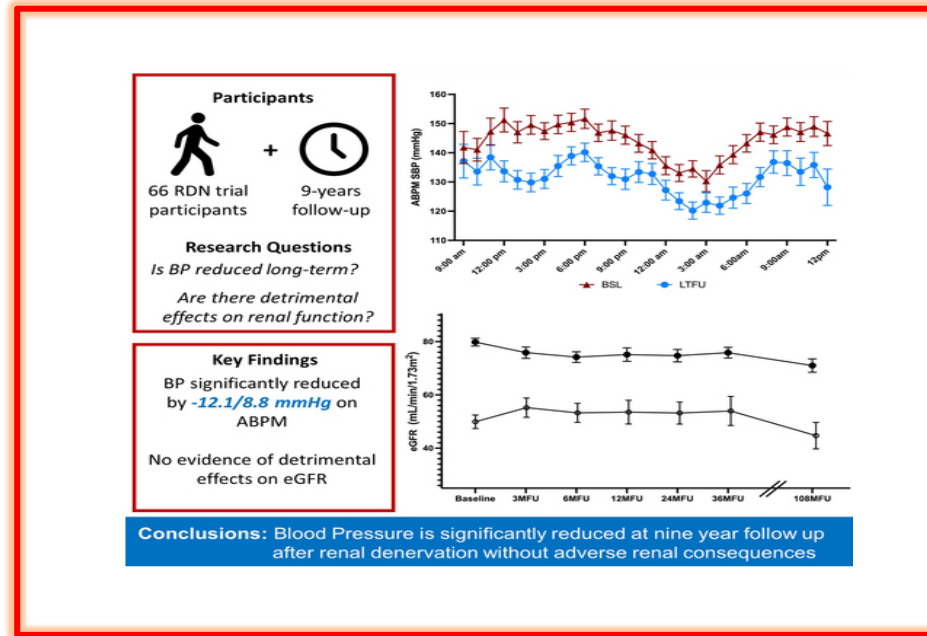 Participants
+
66 RDN trial
participants
9-years
follow-up
Research Questions
Is BP reduced long-term?
Are there detrimental
effects on renal function?
Key Findings
BP significantly reduced
by -12.1/8.8 mmHg on
ABPM
No evidence of detrimental
effects on eGFR
ABPM SBP (mmHg)
160
150
140
130
120
110
9:00 am
12:00 pm
3:00 pm
6:00 pm
9:00 pm
12:00 am
3:00 am
6:00am
9:00am
12pm
BSL
LTFU
eGFR (mL/min/1.73m²)
80
60
40
Baseline
3MFU
6MFU
12MFU
24MFU
36MFU
108MFU
Conclusions: Blood Pressure is significantly reduced at nine year follow up
after renal denervation without adverse renal consequences